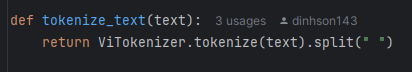 def tokenize_text(text): 3 usages dinhson143
return ViTokenizer.tokenize(text).split(" ")